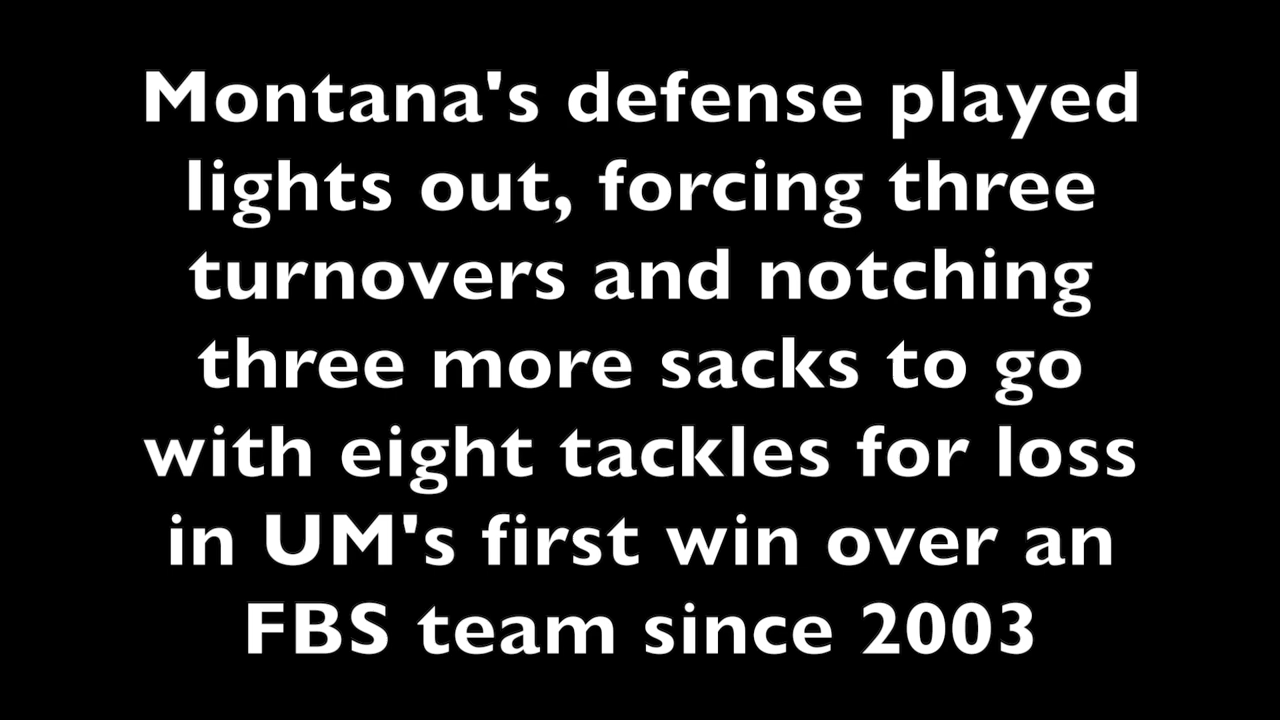 Montana's defense played
lights out, forcing three
turnovers and notching
three more sacks to go
with eight tackles for loss
in UM's first win over an
FBS team since 2003